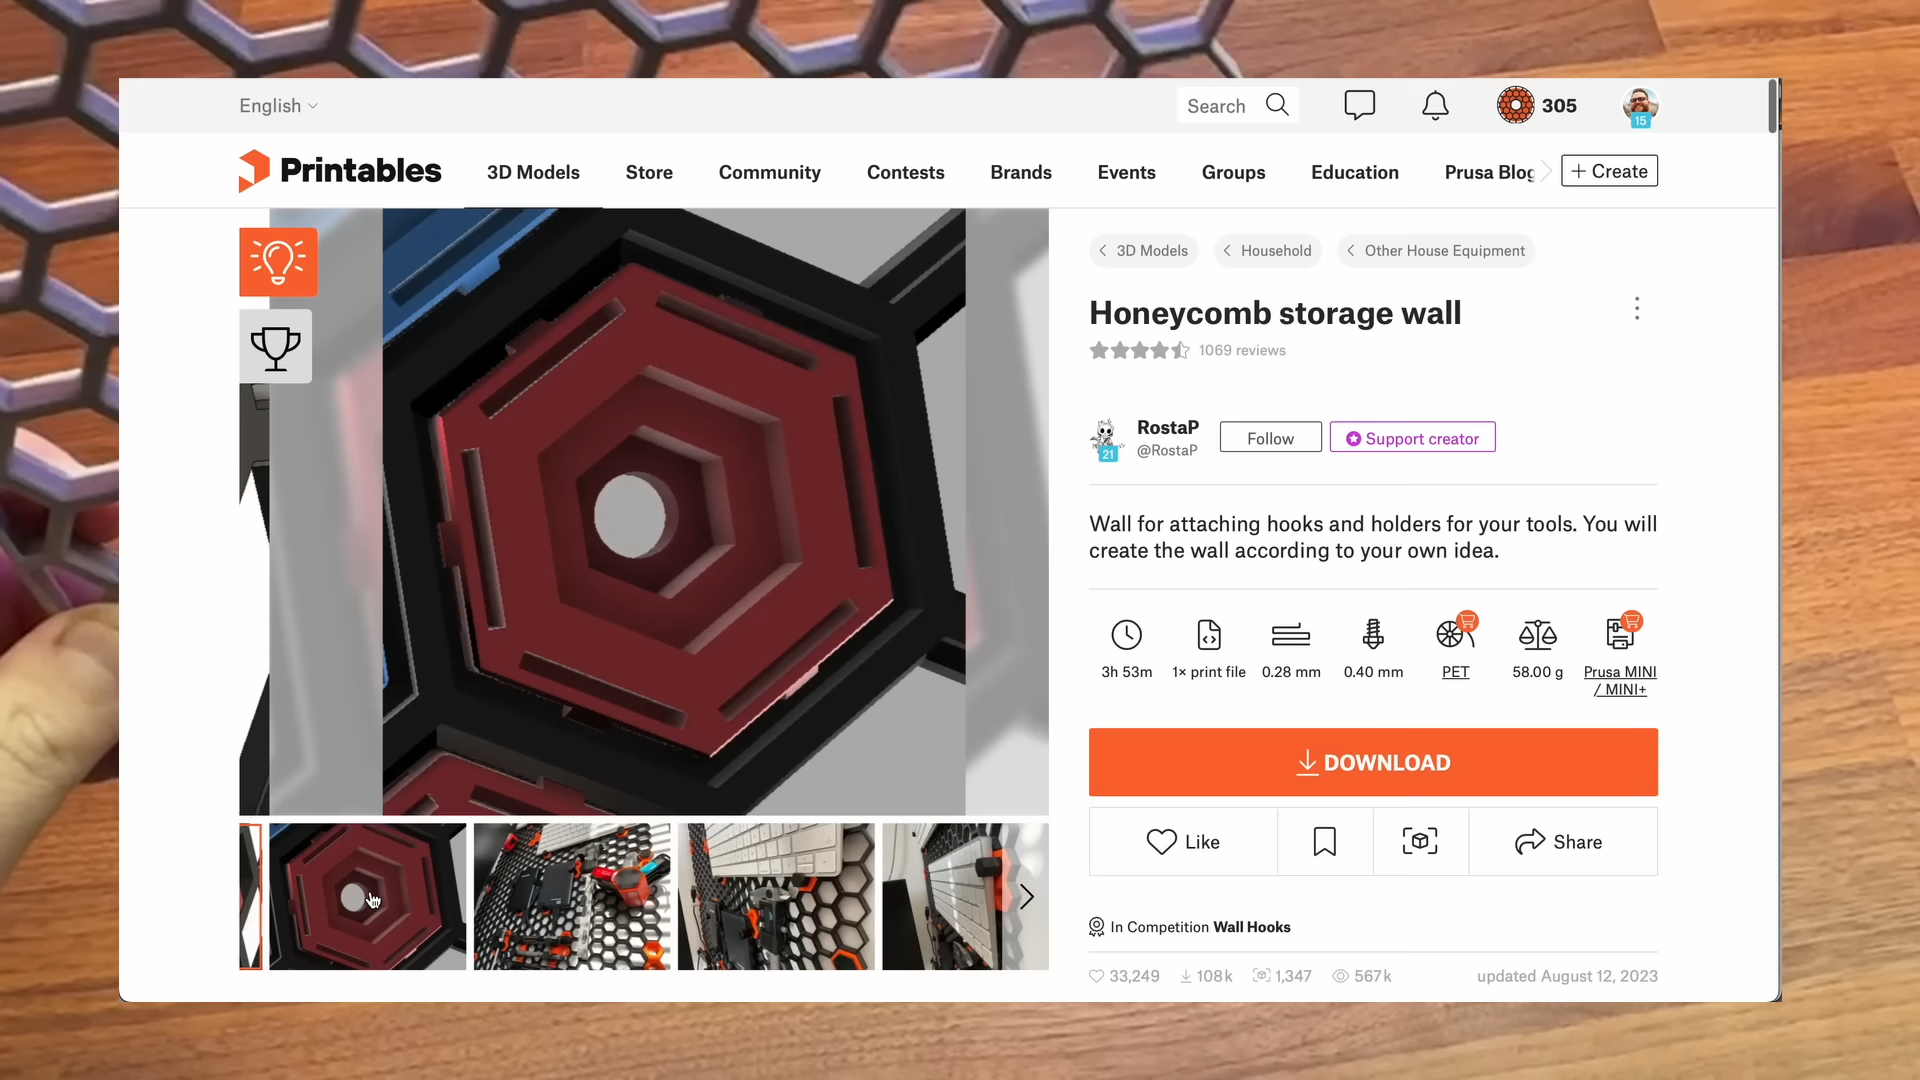 English
Search
305
15
Printables
3D Models
Store
Community
Contests
Brands
Events
Groups
Education
Prusa Blog
+ Create
3D Models
Household
Other House Equipment
Honeycomb storage wall
1069 reviews
RostaP
@RostaP
21
Follow
Support creator
Wall for attaching hooks and holders for your tools. You will
create the wall according to your own idea.
3h 53m
1× print file
0.28 mm
0.40 mm
PET
58.00 g
Prusa MINI
/ MINI+
DOWNLOAD
Like
Share
In Competition Wall Hooks
33,249
108k
1,347
567k
updated August 12, 2023